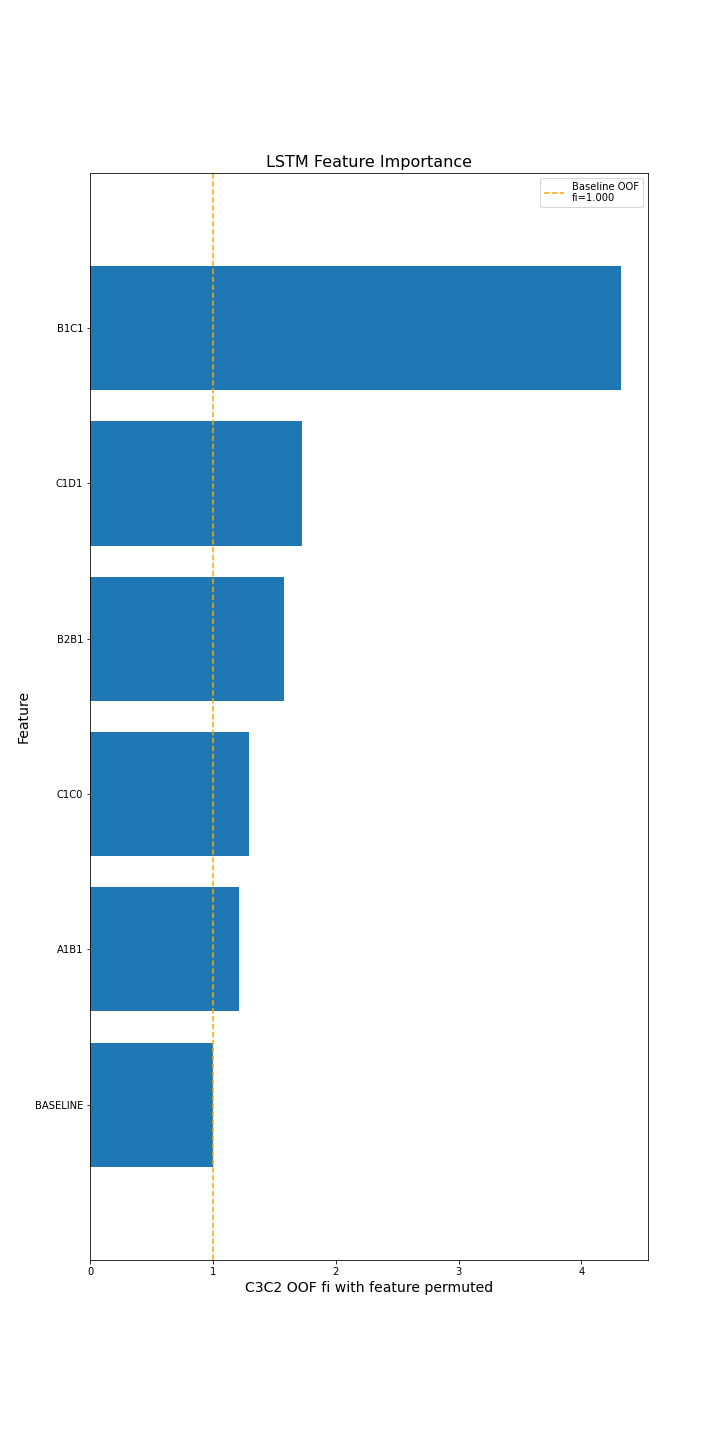 LSTM Feature Importance
Baseline OOF
fi=1.000
B1C1
C1D1
B2B1
C1C0
A1B1
BASELINE
Feature
0 1 2 3 4
C3C2 OOF fi with feature permuted